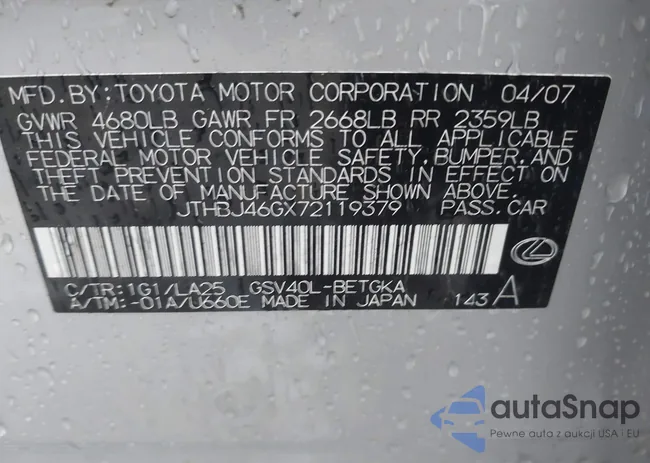 MFD.BY:TOYOTA MOTOR CORPORATION 04/07
GVWR 4680LB GAWR FR 2668LB RR 2359LB
THIS VEHICLE CONFORMS TO ALL APPLICABLE
FEDERAL MOTOR VEHICLE SAFETY,BUMPER,AND
THEFT PREVENTION STANDARDS IN EFFECT ON
THE DATE OF MANUFACTURE SHOWN ABOVE.
JTHBJ46GX72119379 PASS.CAR
C/TR:1G1/LA25 GSV40L-BETGKA
A/TM:-01A/U660E MADE IN JAPAN 143 A
autaSnap
Pewne auta z aukcji USA i EU